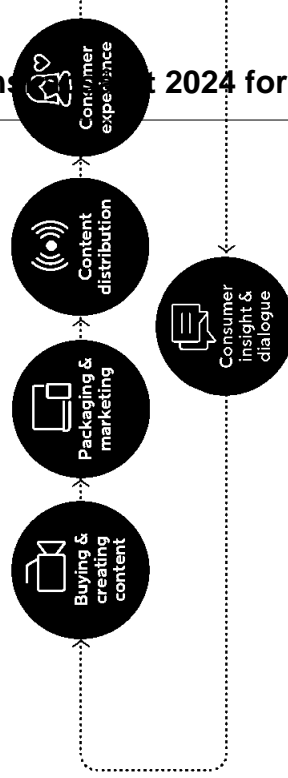 2024 for
Consumer
experience
Content
distribution
Packaging &
marketing
Buying &
creating
content
Consumer
insight &
dialogue